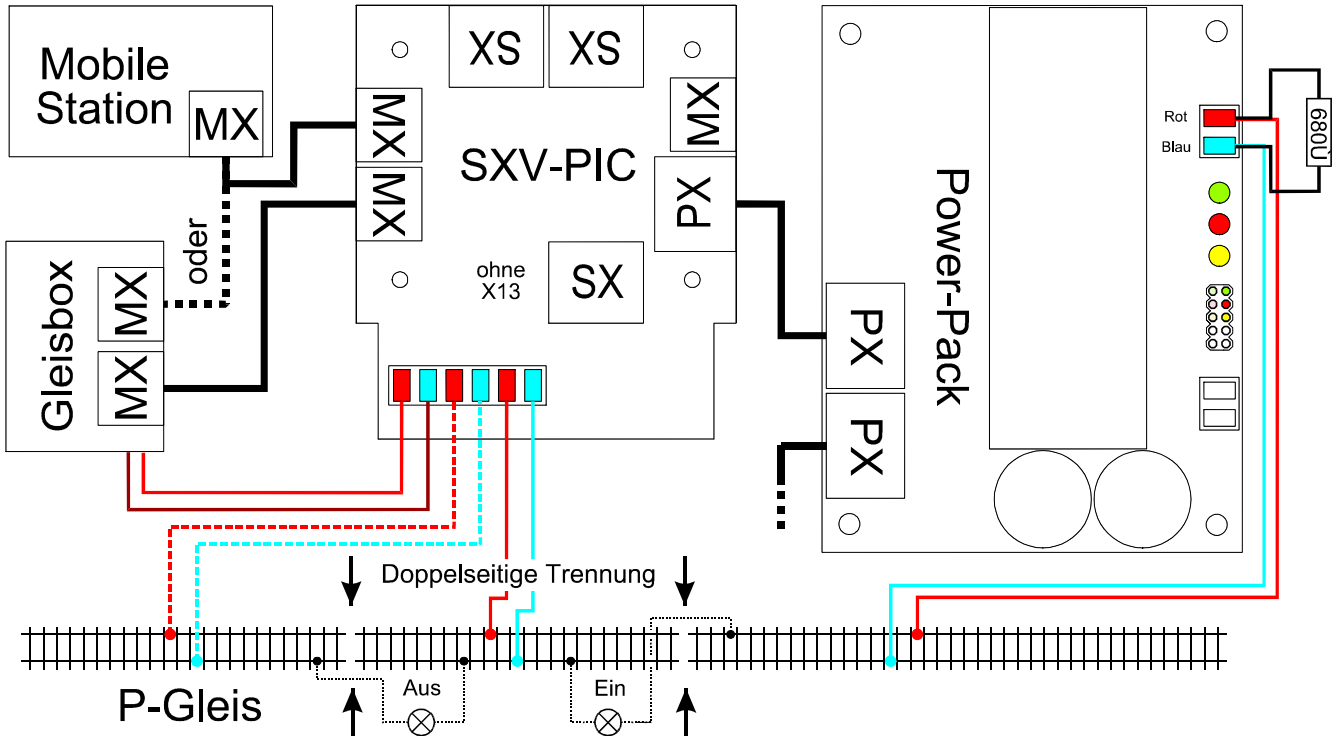 Mobile
Station
MX
XS
XS
MX
MX
MX
SXV-PIC
PX
Rot
Blau
680Ù
oder
Gleisbox
MX
MX
ohne
X13
SX
Power-Pack
PX
PX
Doppelseitige Trennung
P-Gleis
Aus
Ein